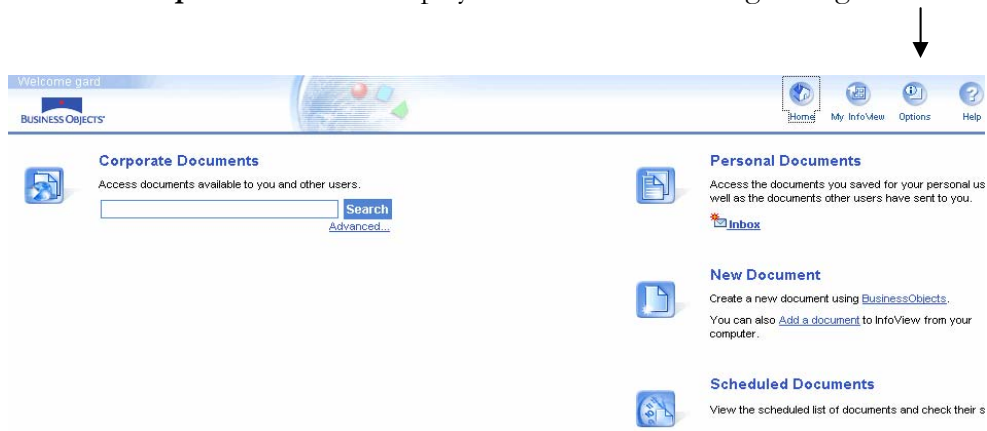 Welcome gard
BUSINESS OBJECTS™
Home My InfoView Options Help
Corporate Documents
Access documents available to you and other users.
Search
Advanced...
Personal Documents
Access the documents you saved for your personal us
well as the documents other users have sent to you.
Inbox
New Document
Create a new document using BusinessObjects.
You can also Add a document to InfoView from your
computer.
Scheduled Documents
View the scheduled list of documents and check their s